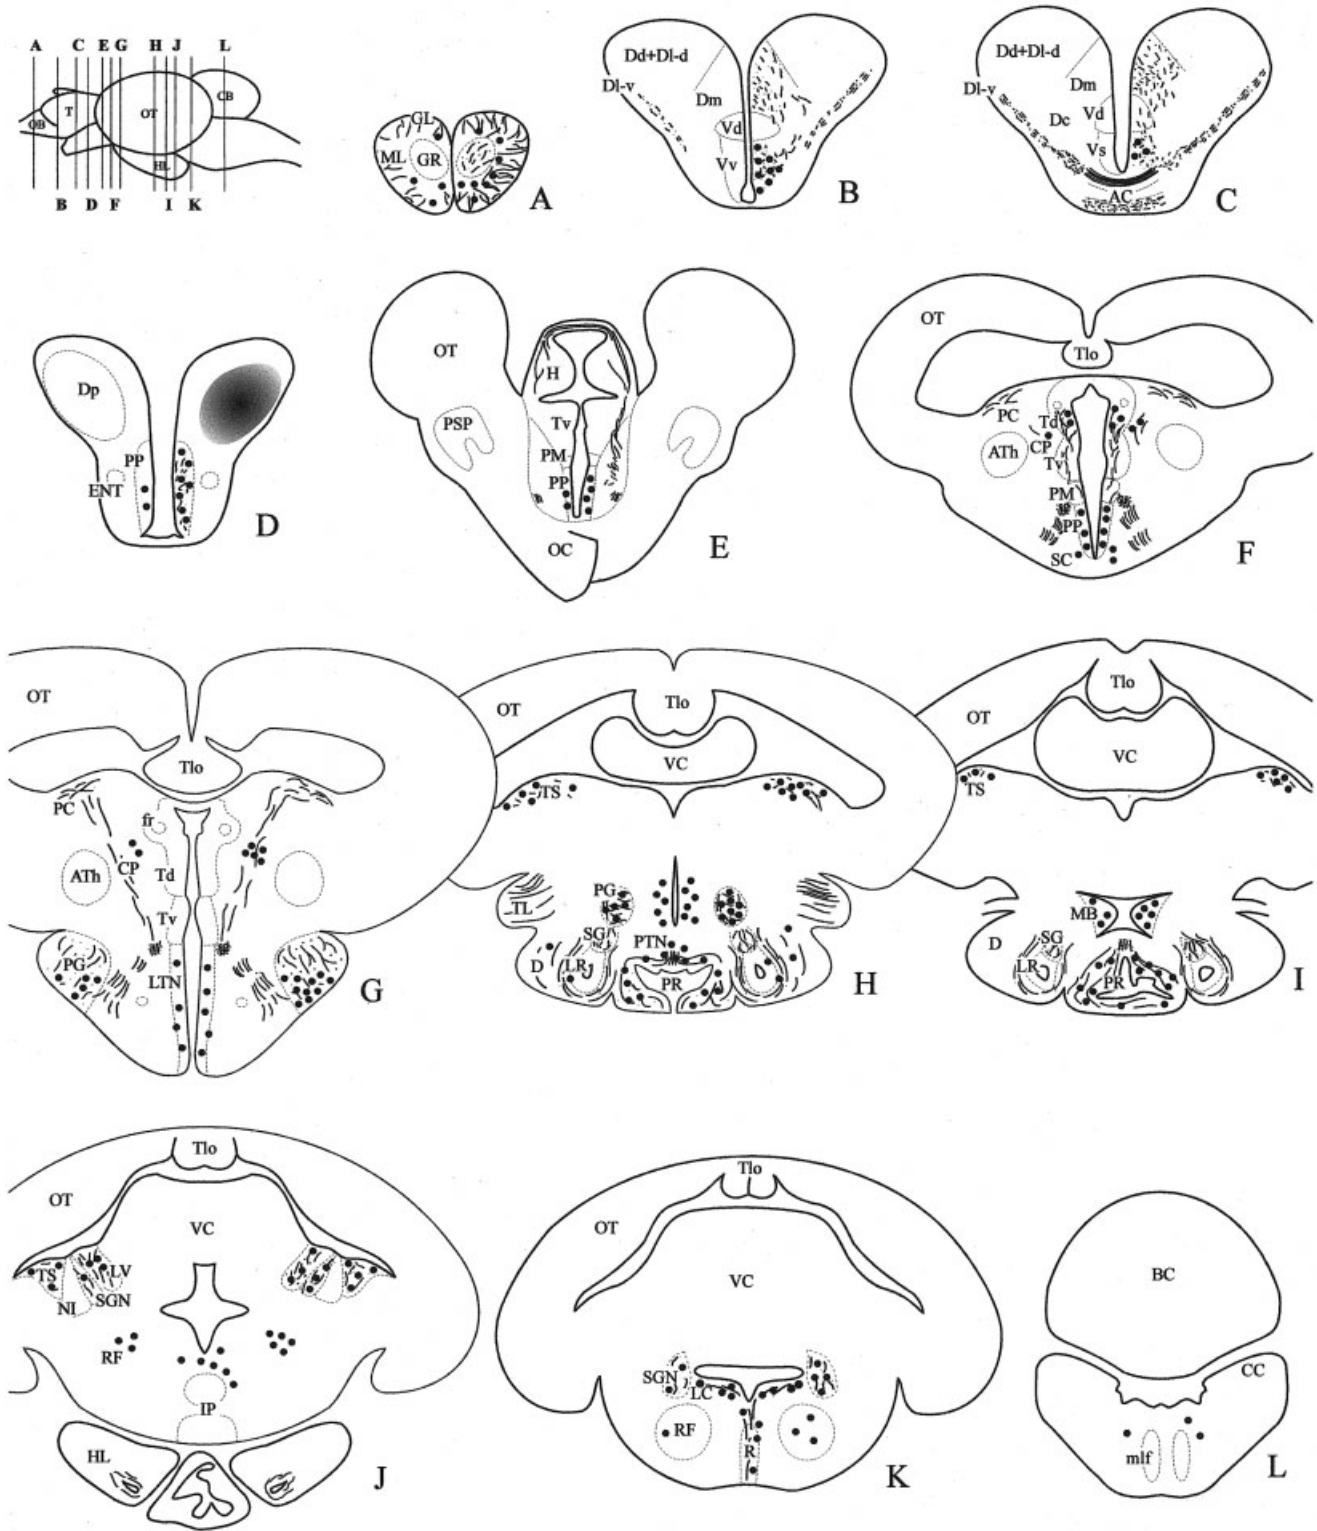 A C E G H J L
OB T OT CB
HL
B D F I K
GL
ML GR
A
Dd+Dl-d
Dl-v
Dm
Vd
Vv
B
Dd+Dl-d
Dl-v Dm
Dc Vd
Vs
AC
C
Dp
PP
ENT
D
OT
H
PSP Tv
PM
PP
OC
E
OT
Tlo
PC Td
CP
ATh Tv
PM
PP
SC
F
OT
Tlo
PC
fr
CP
ATh Td
Tv
PG
LTN
G
OT
Tlo
VC
TS
PG
TL
SG PTN
D LR
PR
H
OT
Tlo
VC
TS
MB
D SG
LR PR
I
Tlo
OT
VC
TS LV
NI SGN
RF
IP
HL
J
Tlo
OT
VC
SGN LC
RF R
K
BC
CC
mlf
L